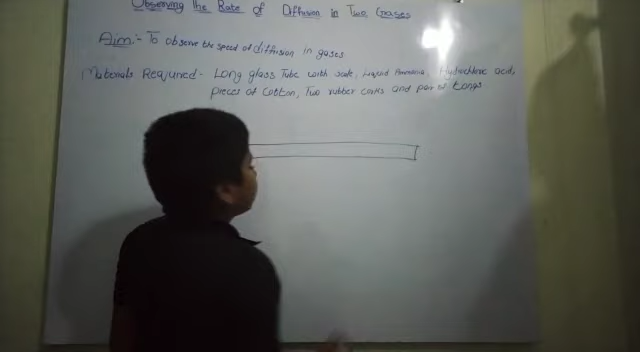 Observing the Rate of Diffusion in Two Gases
Aim:- To observe the speed of diffusion in gases
Materials Required- Long glass Tube with scale, Liquid Ammonia, Hydrochloric acid,
pieces of Cotton, Two rubber corks and pair of tongs